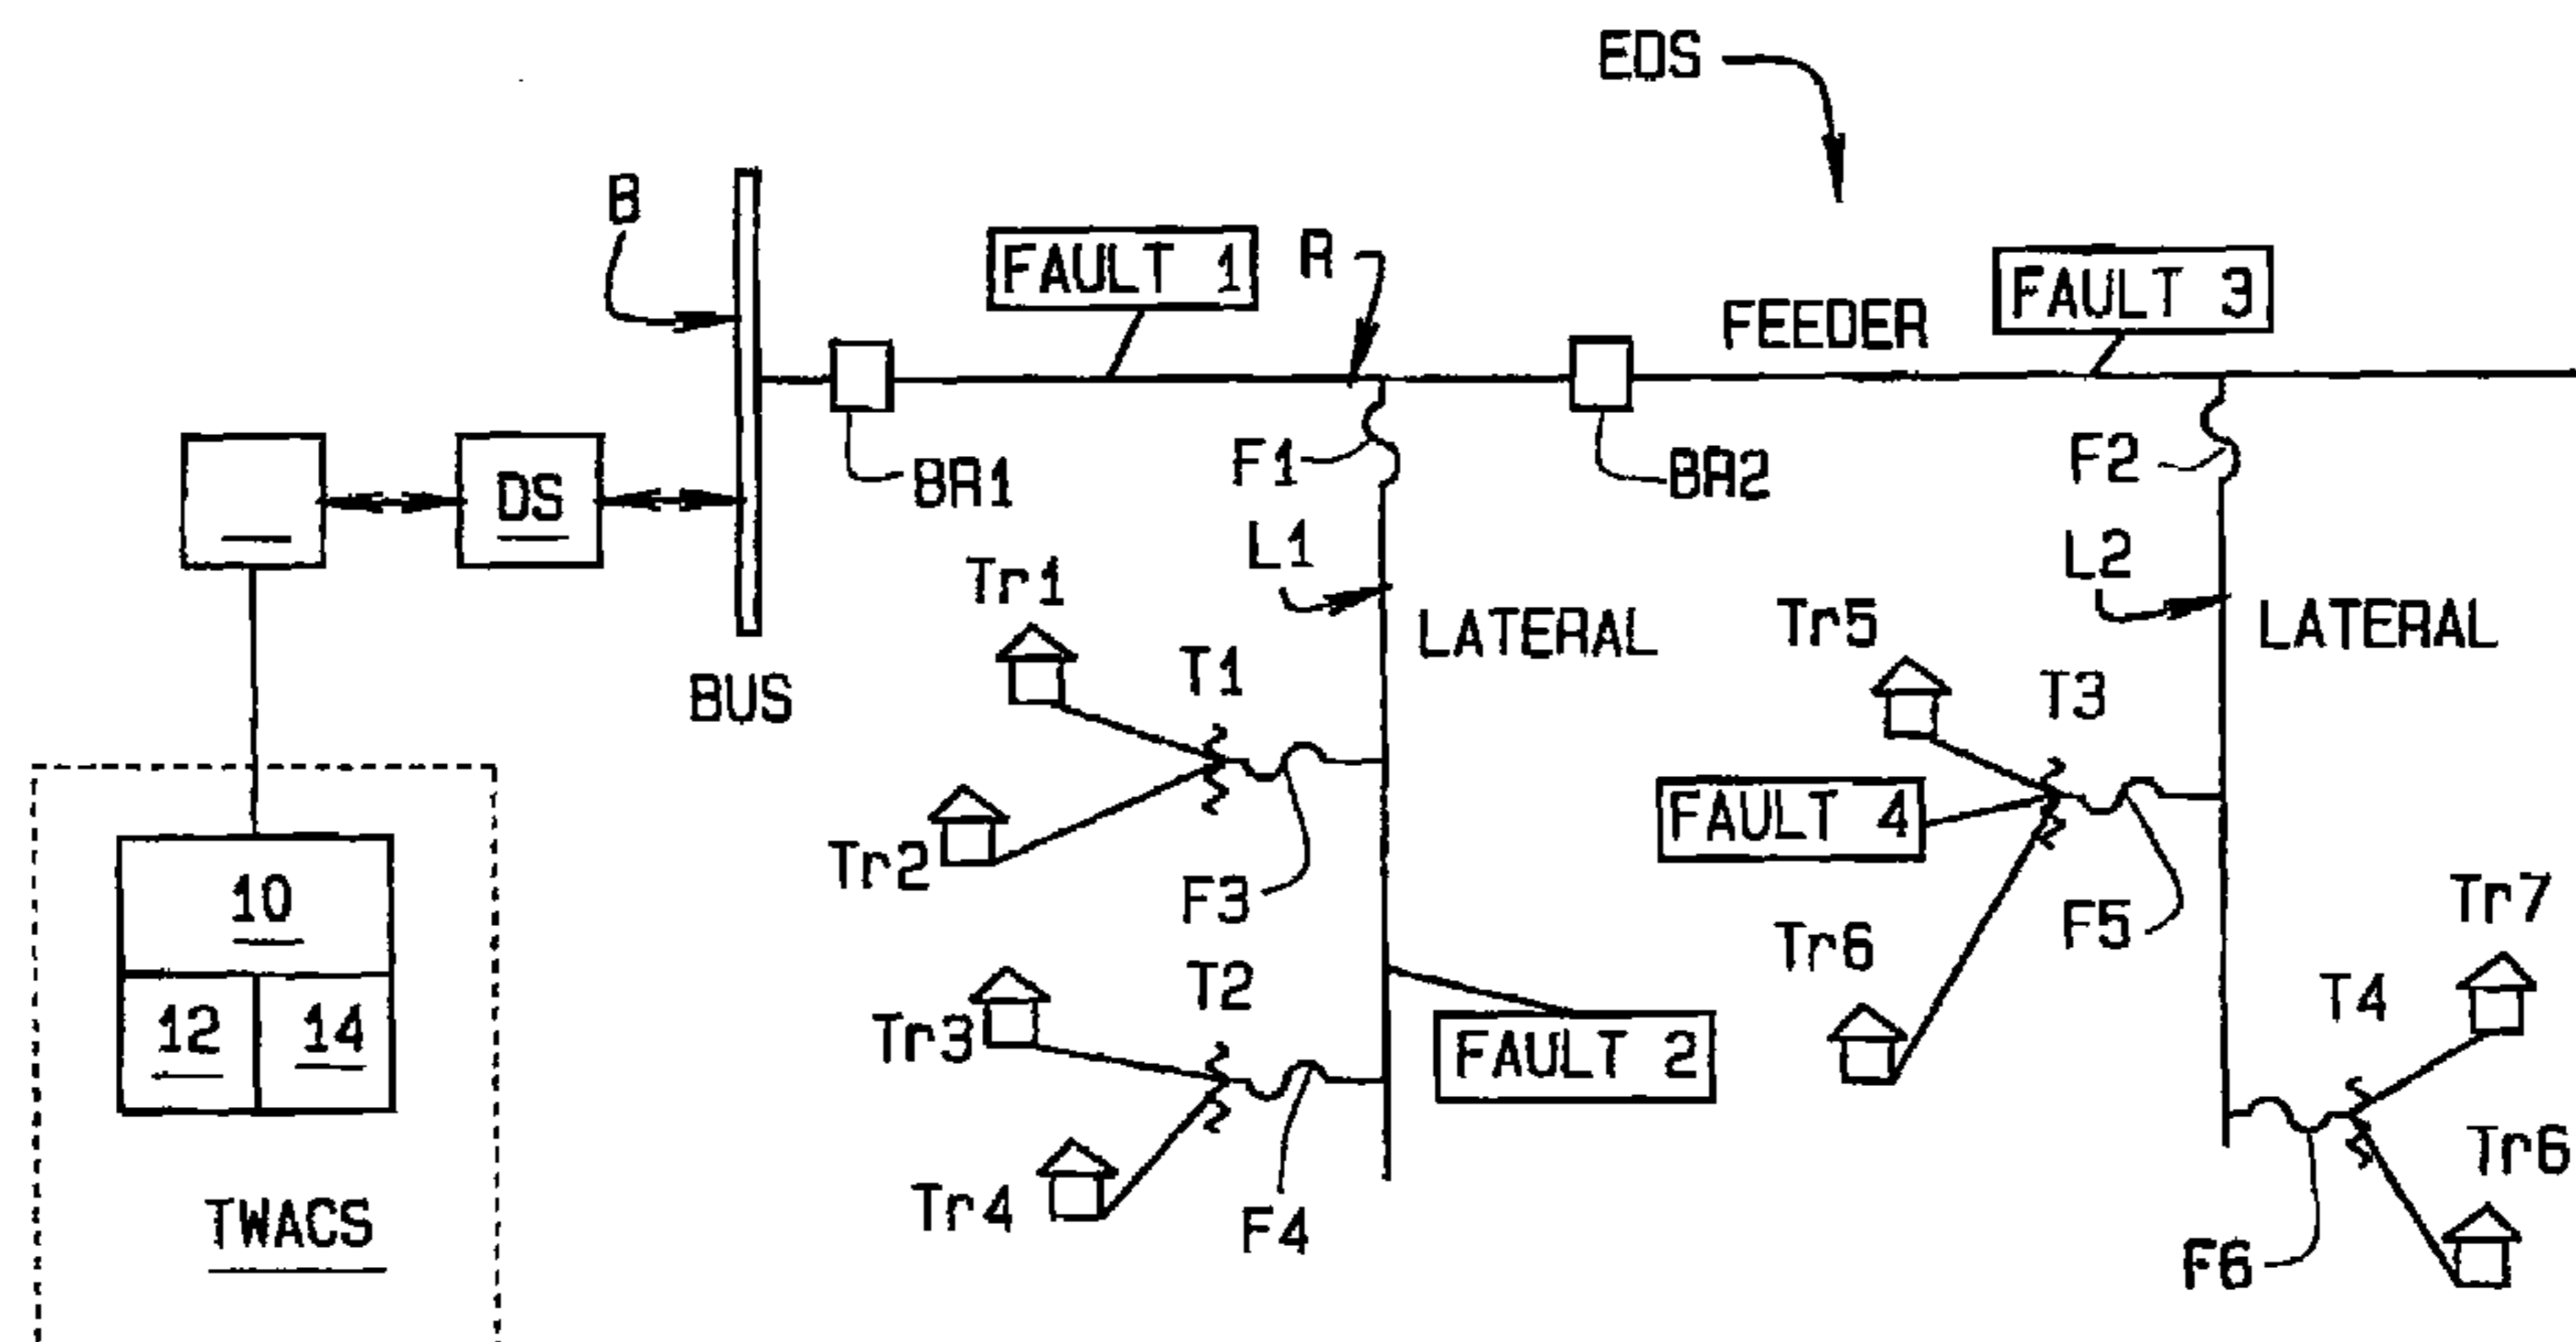 EDS
B
FAULT 1
R
FEEDER
FAULT 3
BR1
F1
BR2
F2
DS
L1
LATERAL
L2
LATERAL
BUS
Tr1
T1
Tr2
F3
Tr5
T3
FAULT 4
Tr6
F5
Tr7
T4
Tr6
F6
10
12
14
TWACS
Tr3
T2
Tr4
F4
FAULT 2